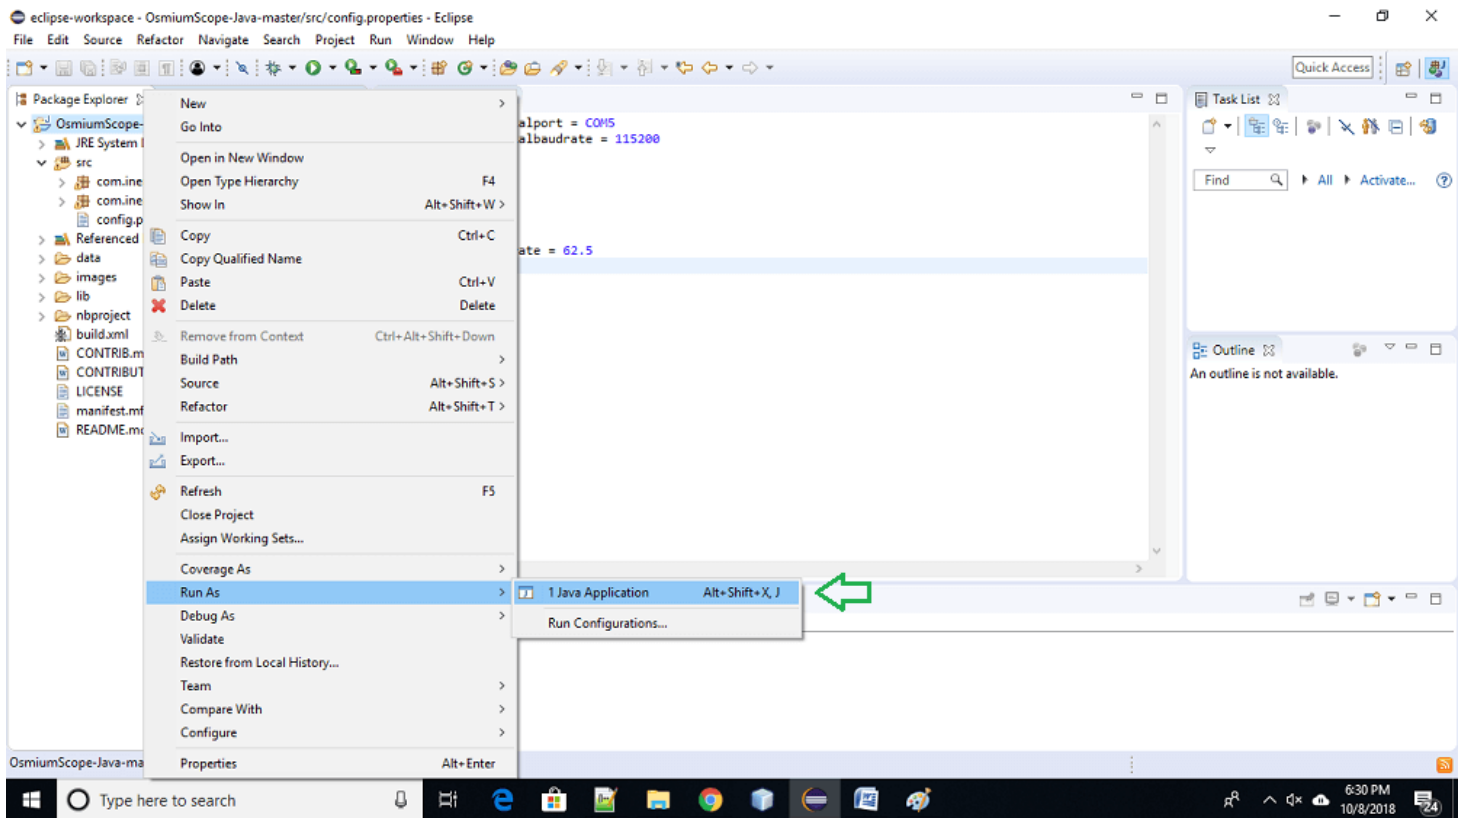 eclipse-workspace - OsmiumScope-Java-master/src/config.properties - Eclipse
File Edit Source Refactor Navigate Search Project Run Window Help
Quick Access
Package Explorer
OsmiumScope-
JRE System
src
com.ine
com.ine
config.p
Referenced
data
images
lib
nbproject
build.xml
CONTRIB.m
CONTRIBUT
LICENSE
manifest.mf
README.md
New
Go Into
Open in New Window
Open Type Hierarchy F4
Show In Alt+Shift+W
Copy Ctrl+C
Copy Qualified Name
Paste Ctrl+V
Delete Delete
Remove from Context Ctrl+Alt+Shift+Down
Build Path
Source Alt+Shift+S
Refactor Alt+Shift+T
Import...
Export...
Refresh F5
Close Project
Assign Working Sets...
Coverage As
Run As
Debug As
Validate
Restore from Local History...
Team
Compare With
Configure
Properties Alt+Enter
1 Java Application Alt+Shift+X, J
Run Configurations...
alport = COM5
albaudrate = 115200
ate = 62.5
Task List
Find All Activate...
Outline
An outline is not available.
OsmiumScope-Java-ma
Type here to search
6:30 PM
10/8/2018
24